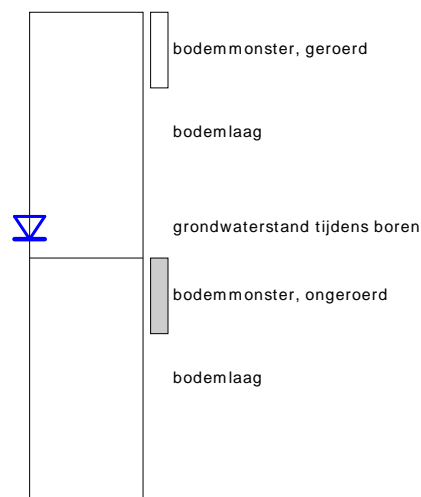 bodemmonster, geroerd
bodemlaag
grondwaterstand tijdens boren
bodemmonster, ongeroerd
bodemlaag